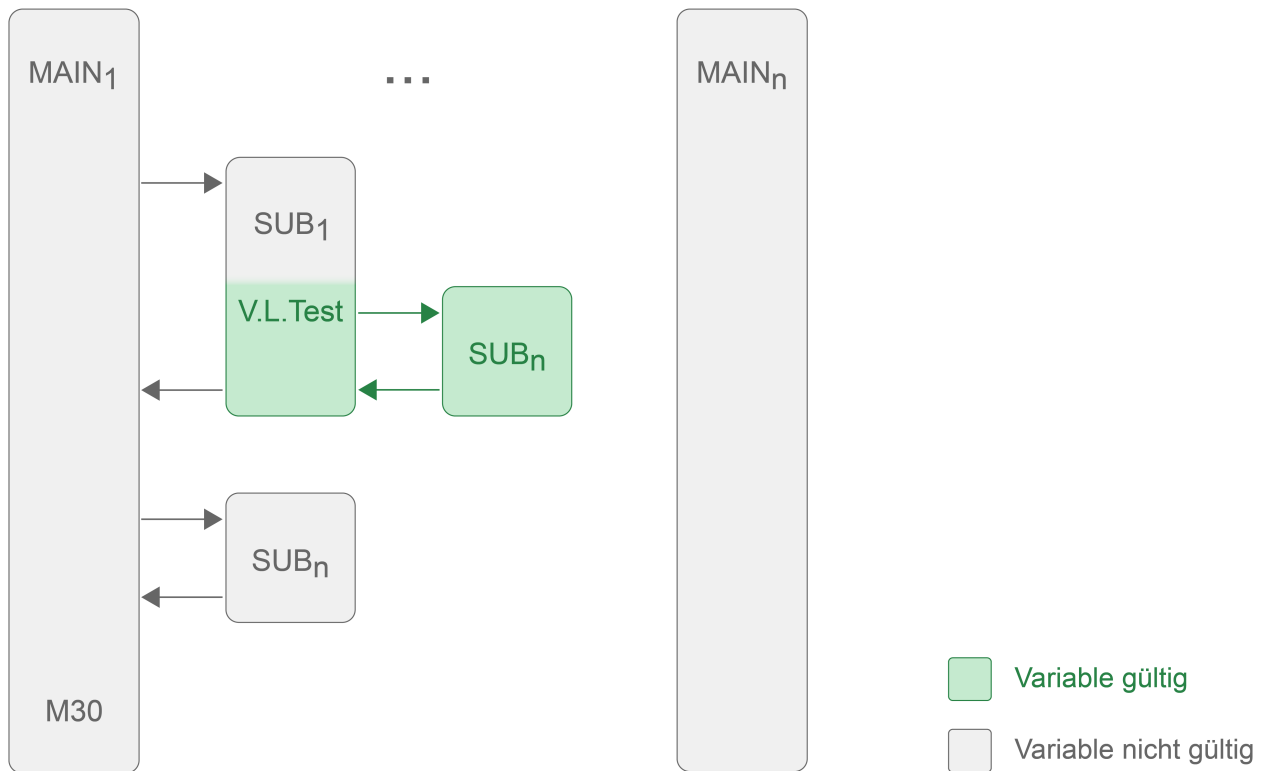 MAIN₁
...
MAINₙ
SUB₁
V.L.Test
SUBₙ
SUBₙ
M30
Variable gültig
Variable nicht gültig